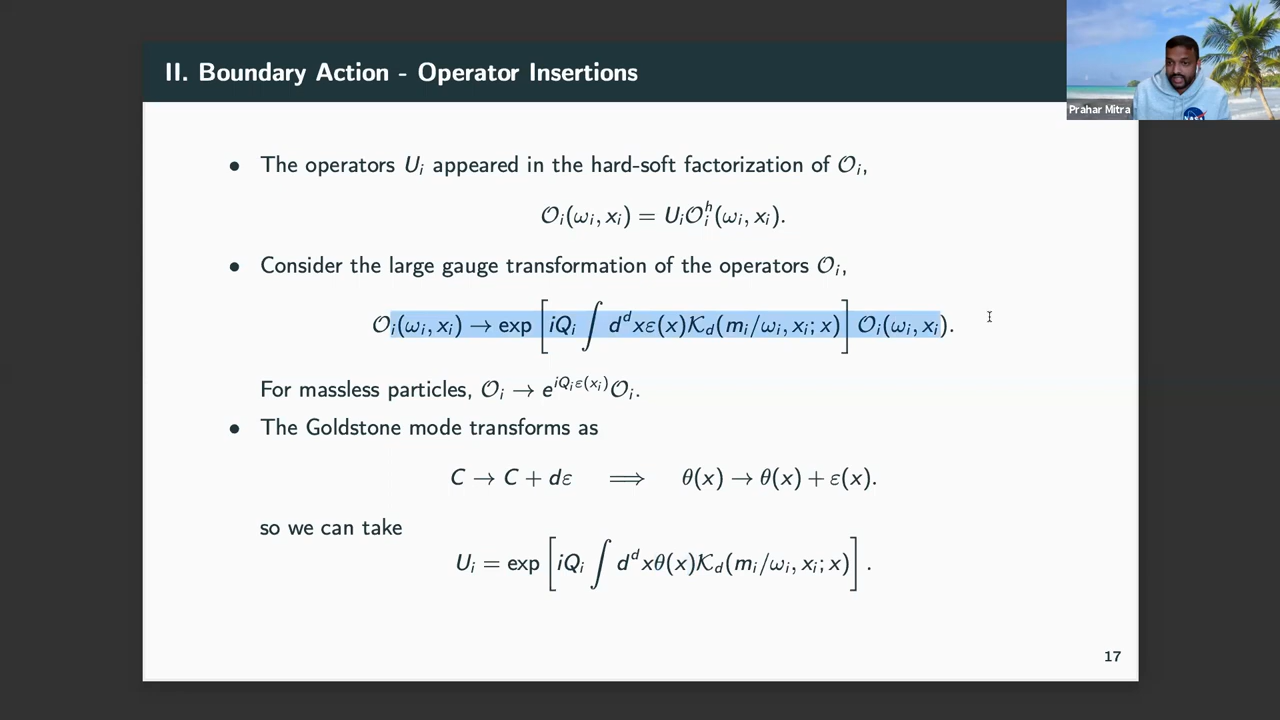 II. Boundary Action - Operator Insertions
Prahar Mitra
NASA
• The operators Uᵢ appeared in the hard-soft factorization of 𝒪ᵢ,
𝒪ᵢ(ωᵢ, xᵢ) = Uᵢ𝒪ᵢʰ(ωᵢ, xᵢ).
• Consider the large gauge transformation of the operators 𝒪ᵢ,
𝒪ᵢ(ωᵢ, xᵢ) → exp [iQᵢ ∫ dᵈxε(x)𝒦_d(mᵢ/ωᵢ, xᵢ; x)] 𝒪ᵢ(ωᵢ, xᵢ).
For massless particles, 𝒪ᵢ → e^{iQᵢε(xᵢ)}𝒪ᵢ.
• The Goldstone mode transforms as
C → C + dε ⟹ θ(x) → θ(x) + ε(x).
so we can take
Uᵢ = exp [iQᵢ ∫ dᵈxθ(x)𝒦_d(mᵢ/ωᵢ, xᵢ; x)] .
17